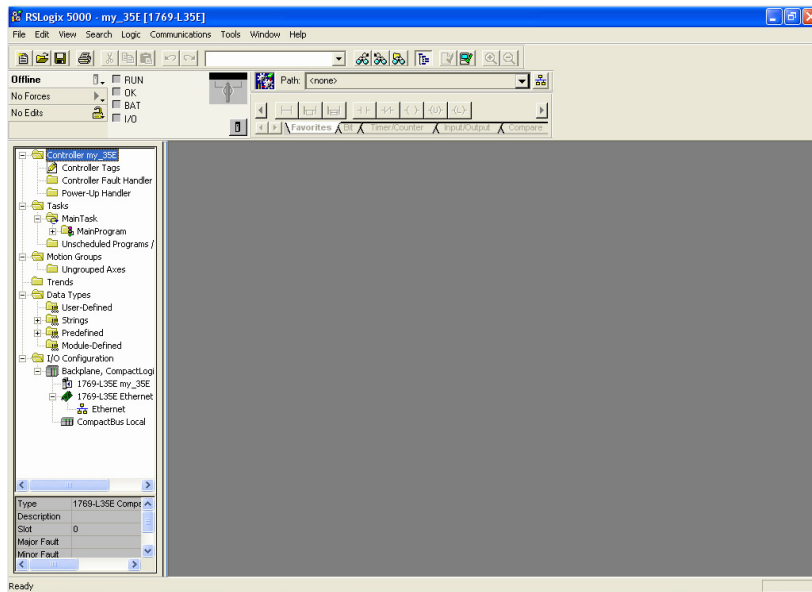 RSLogix 5000 - my_35E [1769-L35E]
File Edit View Search Logic Communications Tools Window Help
Offline
RUN
No Forces
OK
No Edits
BAT
I/O
Path: <none>
Favorites Bit Timer/Counter Input/Output Compare
Controller my_35E
Controller Tags
Controller Fault Handler
Power-Up Handler
Tasks
MainTask
MainProgram
Unscheduled Programs /
Motion Groups
Ungrouped Axes
Trends
Data Types
User-Defined
Strings
Predefined
Module-Defined
I/O Configuration
Backplane, CompactLogi
1769-L35E my_35E
1769-L35E Ethernet
Ethernet
CompactBus Local
Type 1769-L35E Compa
Description
Slot 0
Major Fault
Minor Fault
Ready